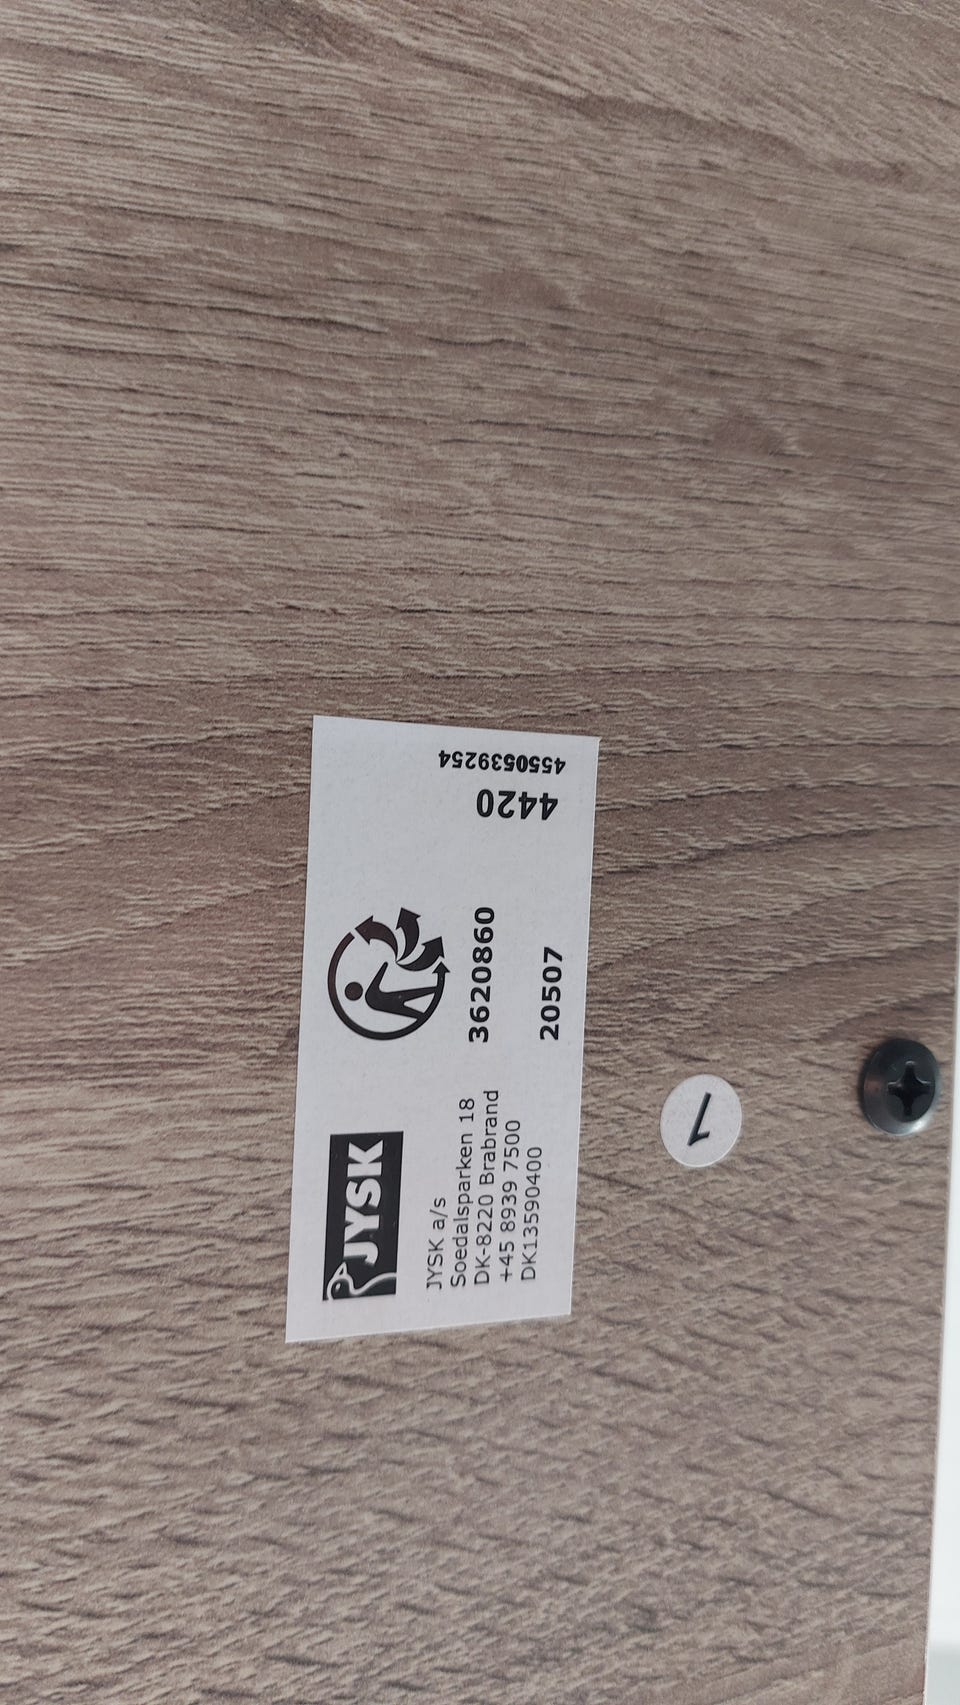 JYSK
JYSK a/s
Soedalsparken 18
DK-8220 Brabrand
+45 8939 7500
DK13590400
3620860
20507
4420
4550539254
1